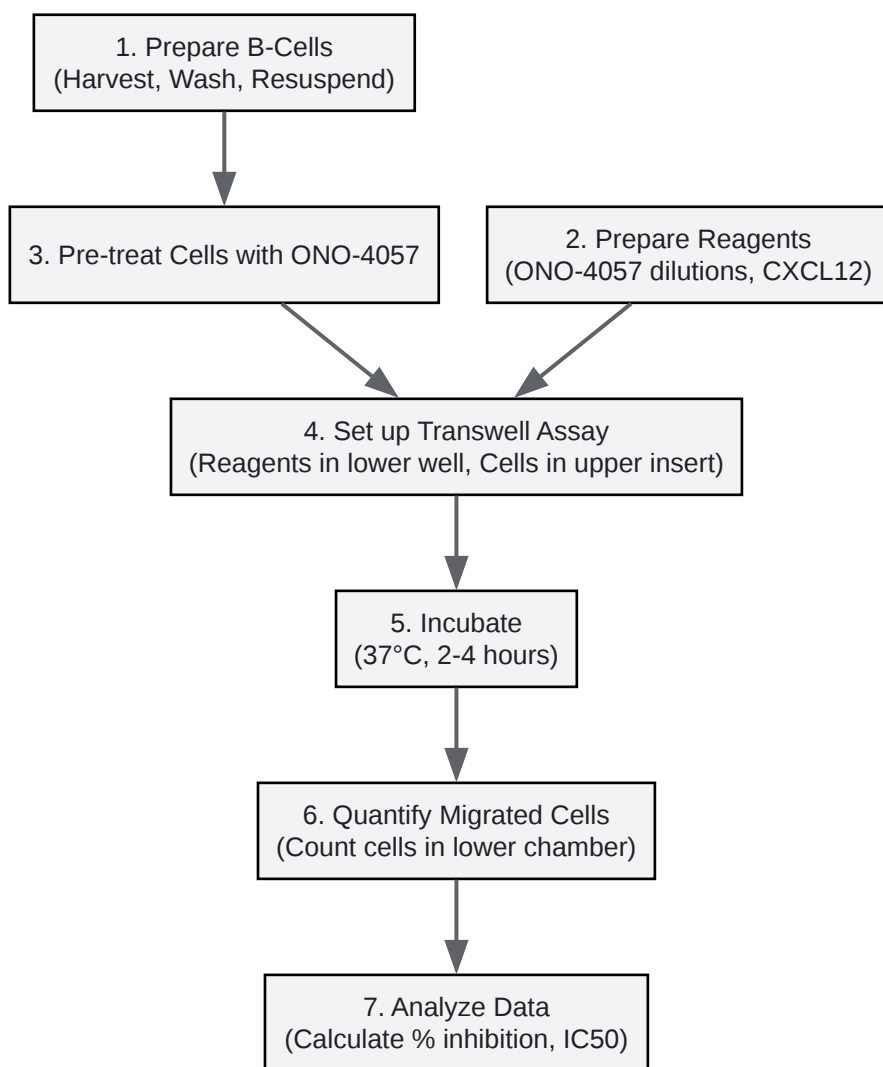 1. Prepare B-Cells
(Harvest, Wash, Resuspend)
3. Pre-treat Cells with ONO-4057
2. Prepare Reagents
(ONO-4057 dilutions, CXCL12)
4. Set up Transwell Assay
(Reagents in lower well, Cells in upper insert)
5. Incubate
(37°C, 2-4 hours)
6. Quantify Migrated Cells
(Count cells in lower chamber)
7. Analyze Data
(Calculate % inhibition, IC50)